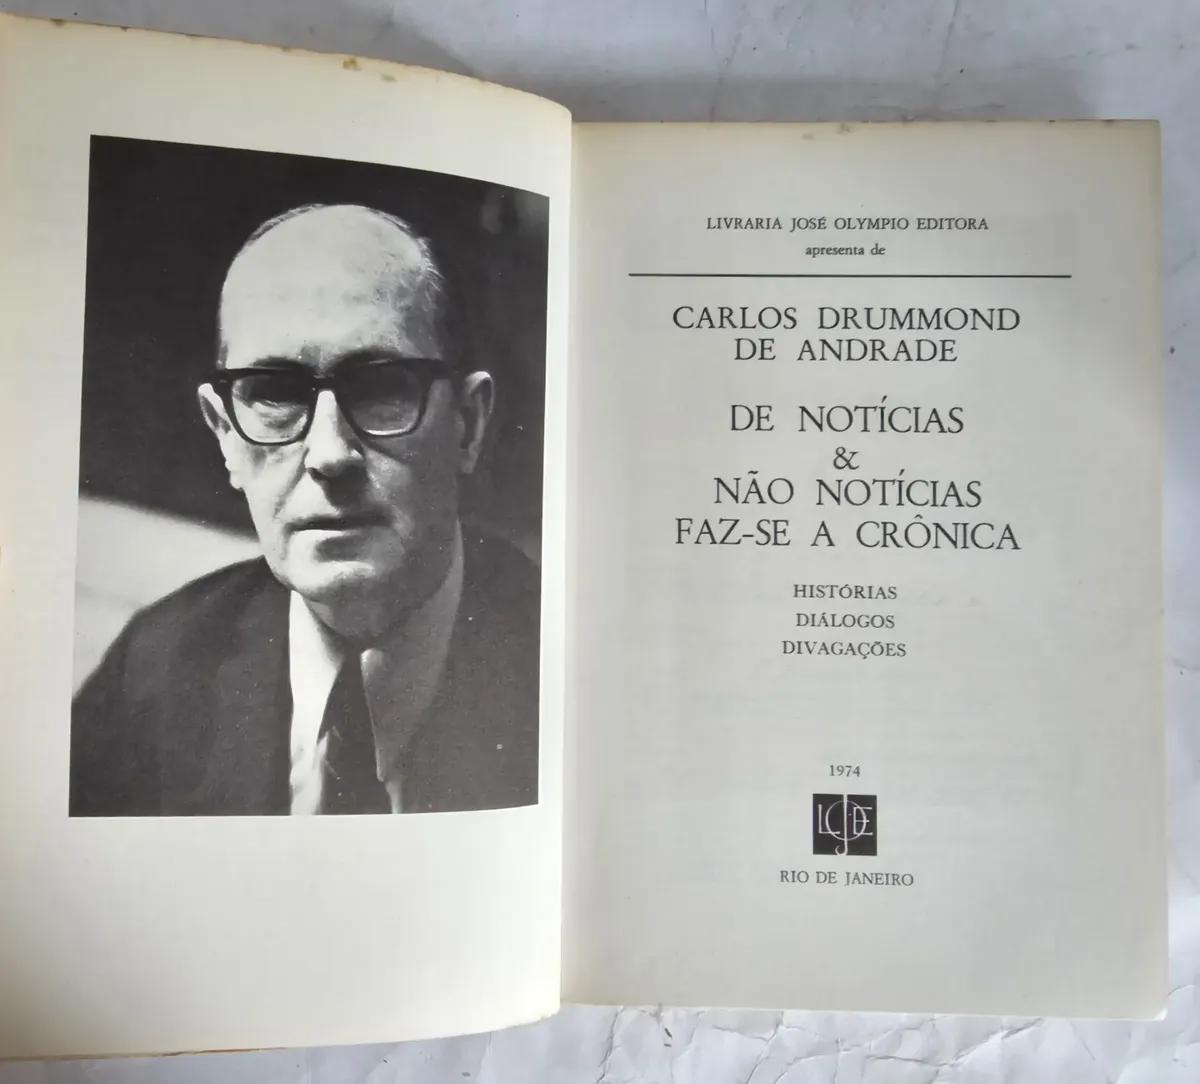 LIVRARIA JOSÉ OLYMPIO EDITORA
apresenta de
CARLOS DRUMMOND
DE ANDRADE
DE NOTÍCIAS
&
NÃO NOTÍCIAS
FAZ-SE A CRÔNICA
HISTÓRIAS
DIÁLOGOS
DIVAGAÇÕES
1974
LJOE
RIO DE JANEIRO